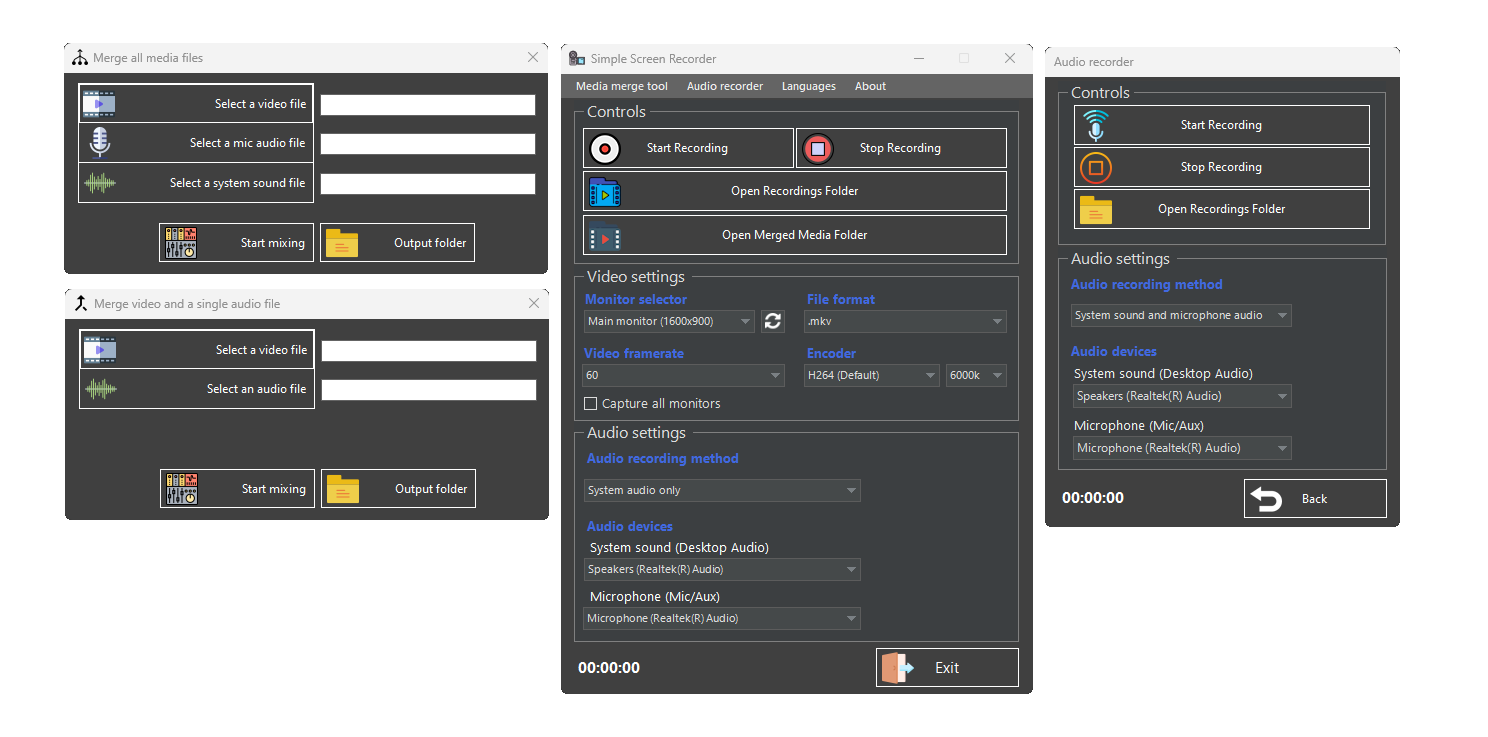 Merge all media files
Select a video file
Select a mic audio file
Select a system sound file
Start mixing
Output folder
Merge video and a single audio file
Select a video file
Select an audio file
Start mixing
Output folder
Simple Screen Recorder
Media merge tool Audio recorder Languages About
Controls
Start Recording
Stop Recording
Open Recordings Folder
Open Merged Media Folder
Video settings
Monitor selector File format
Main monitor (1600x900) .mkv
Video framerate Encoder
60 H264 (Default) 6000k
Capture all monitors
Audio settings
Audio recording method
System audio only
Audio devices
System sound (Desktop Audio)
Speakers (Realtek(R) Audio)
Microphone (Mic/Aux)
Microphone (Realtek(R) Audio)
00:00:00
Exit
Audio recorder
Controls
Start Recording
Stop Recording
Open Recordings Folder
Audio settings
Audio recording method
System sound and microphone audio
Audio devices
System sound (Desktop Audio)
Speakers (Realtek(R) Audio)
Microphone (Mic/Aux)
Microphone (Realtek(R) Audio)
00:00:00
Back